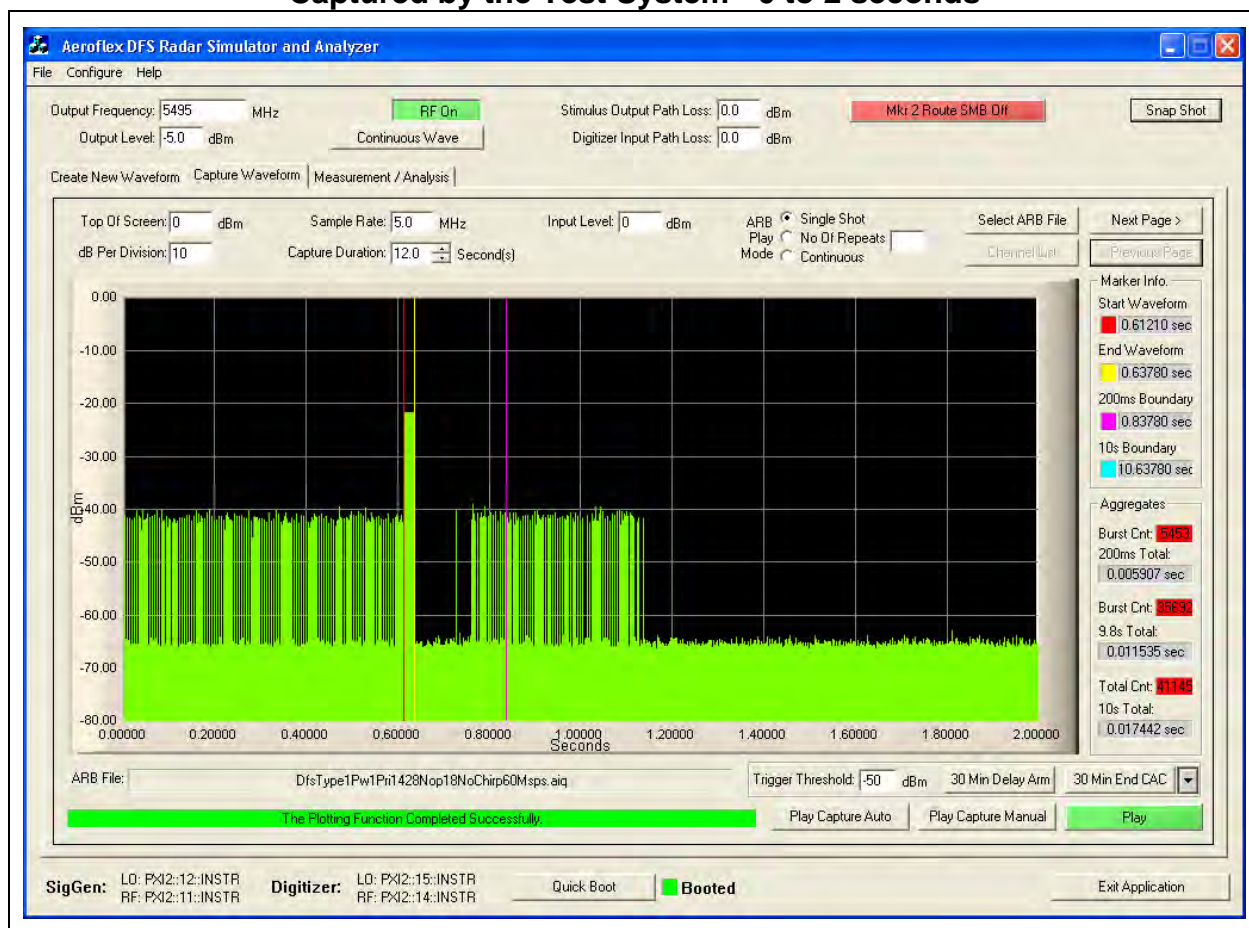 Captured by the Test System - 0 to 2 seconds
Aeroflex DFS Radar Simulator and Analyzer
File Configure Help
Output Frequency: 5495 MHz RF On Stimulus Output Path Loss: 0.0 dBm Mkr 2 Route SMB Off Snap Shot
Output Level: -5.0 dBm Continuous Wave Digitizer Input Path Loss: 0.0 dBm
Create New Waveform Capture Waveform Measurement / Analysis
Top Of Screen: 0 dBm Sample Rate: 5.0 MHz Input Level: 0 dBm ARB Play Mode Single Shot Select ARB File Next Page >
No Of Repeats
dB Per Division: 10 Capture Duration: 12.0 Second(s) Continuous Channel List Previous Page
Marker Info.
Start Waveform
0.61210 sec
End Waveform
0.63780 sec
200ms Boundary
0.83780 sec
10s Boundary
10.63780 sec
Aggregates
Burst Cnt: 5453
200ms Total:
0.005907 sec
Burst Cnt: 35692
9.8s Total:
0.011535 sec
Total Cnt: 41145
10s Total:
0.017442 sec
0.00
-10.00
-20.00
-30.00
-40.00
dBm
-50.00
-60.00
-70.00
-80.00
0.00000 0.20000 0.40000 0.60000 0.80000 1.00000 1.20000 1.40000 1.60000 1.80000 2.00000
Seconds
ARB File: DfsType1Pw1Pri1428Nop18NoChirp60Msps.aiq Trigger Threshold: -50 dBm 30 Min Delay Arm 30 Min End CAC
The Plotting Function Completed Successfully. Play Capture Auto Play Capture Manual Play
SigGen: LO: PXI2::12::INSTR Digitizer: LO: PXI2::15::INSTR Quick Boot Booted Exit Application
RF: PXI2::11::INSTR RF: PXI2::14::INSTR